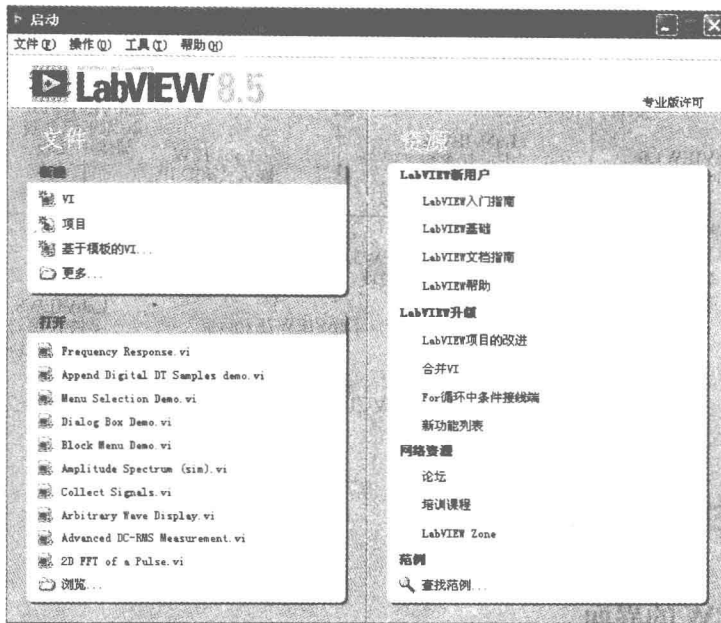 启动
文件(F) 操作(O) 工具(T) 帮助(H)
LabVIEW 8.5
专业版许可
文件
新建
VI
项目
基于模板的VI...
更多...
打开
Frequency Response.vi
Append Digital DT Samples demo.vi
Menu Selection Demo.vi
Dialog Box Demo.vi
Block Menu Demo.vi
Amplitude Spectrum (sim).vi
Collect Signals.vi
Arbitrary Wave Display.vi
Advanced DC-RMS Measurement.vi
2D FFT of a Pulse.vi
浏览...
资源
LabVIEW新用户
LabVIEW入门指南
LabVIEW基础
LabVIEW文档指南
LabVIEW帮助
LabVIEW升级
LabVIEW项目的改进
合并VI
For循环中条件接线端
新功能列表
网络资源
论坛
培训课程
LabVIEW Zone
范例
查找范例...